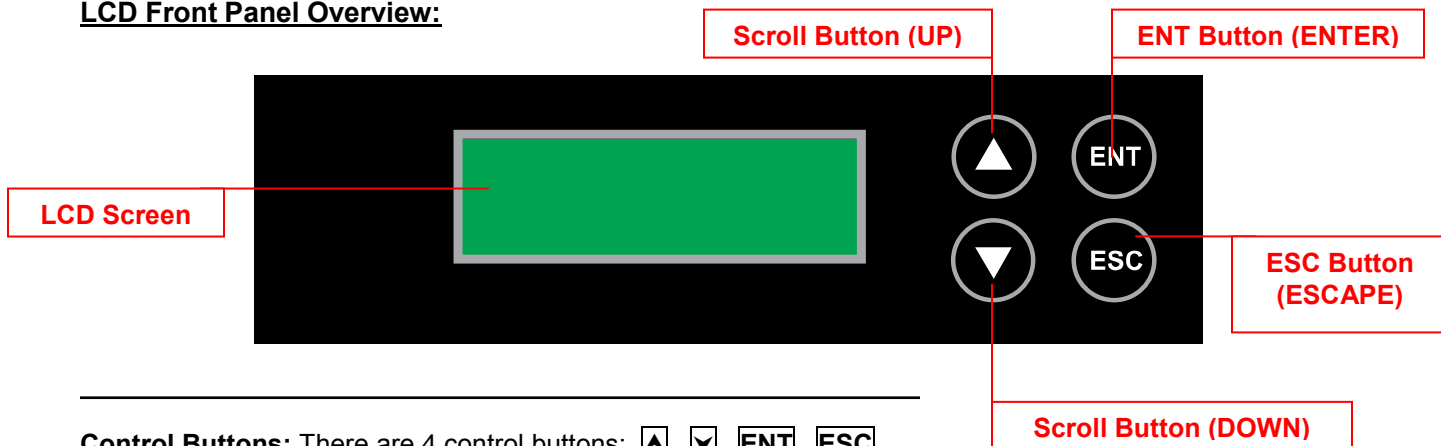 LCD Front Panel Overview:
Scroll Button (UP)
ENT Button (ENTER)
ENT
LCD Screen
ESC
ESC Button
(ESCAPE)
Scroll Button (DOWN)
Control Buttons: There are 4 control buttons: ▲ ⮟ ENT ESC